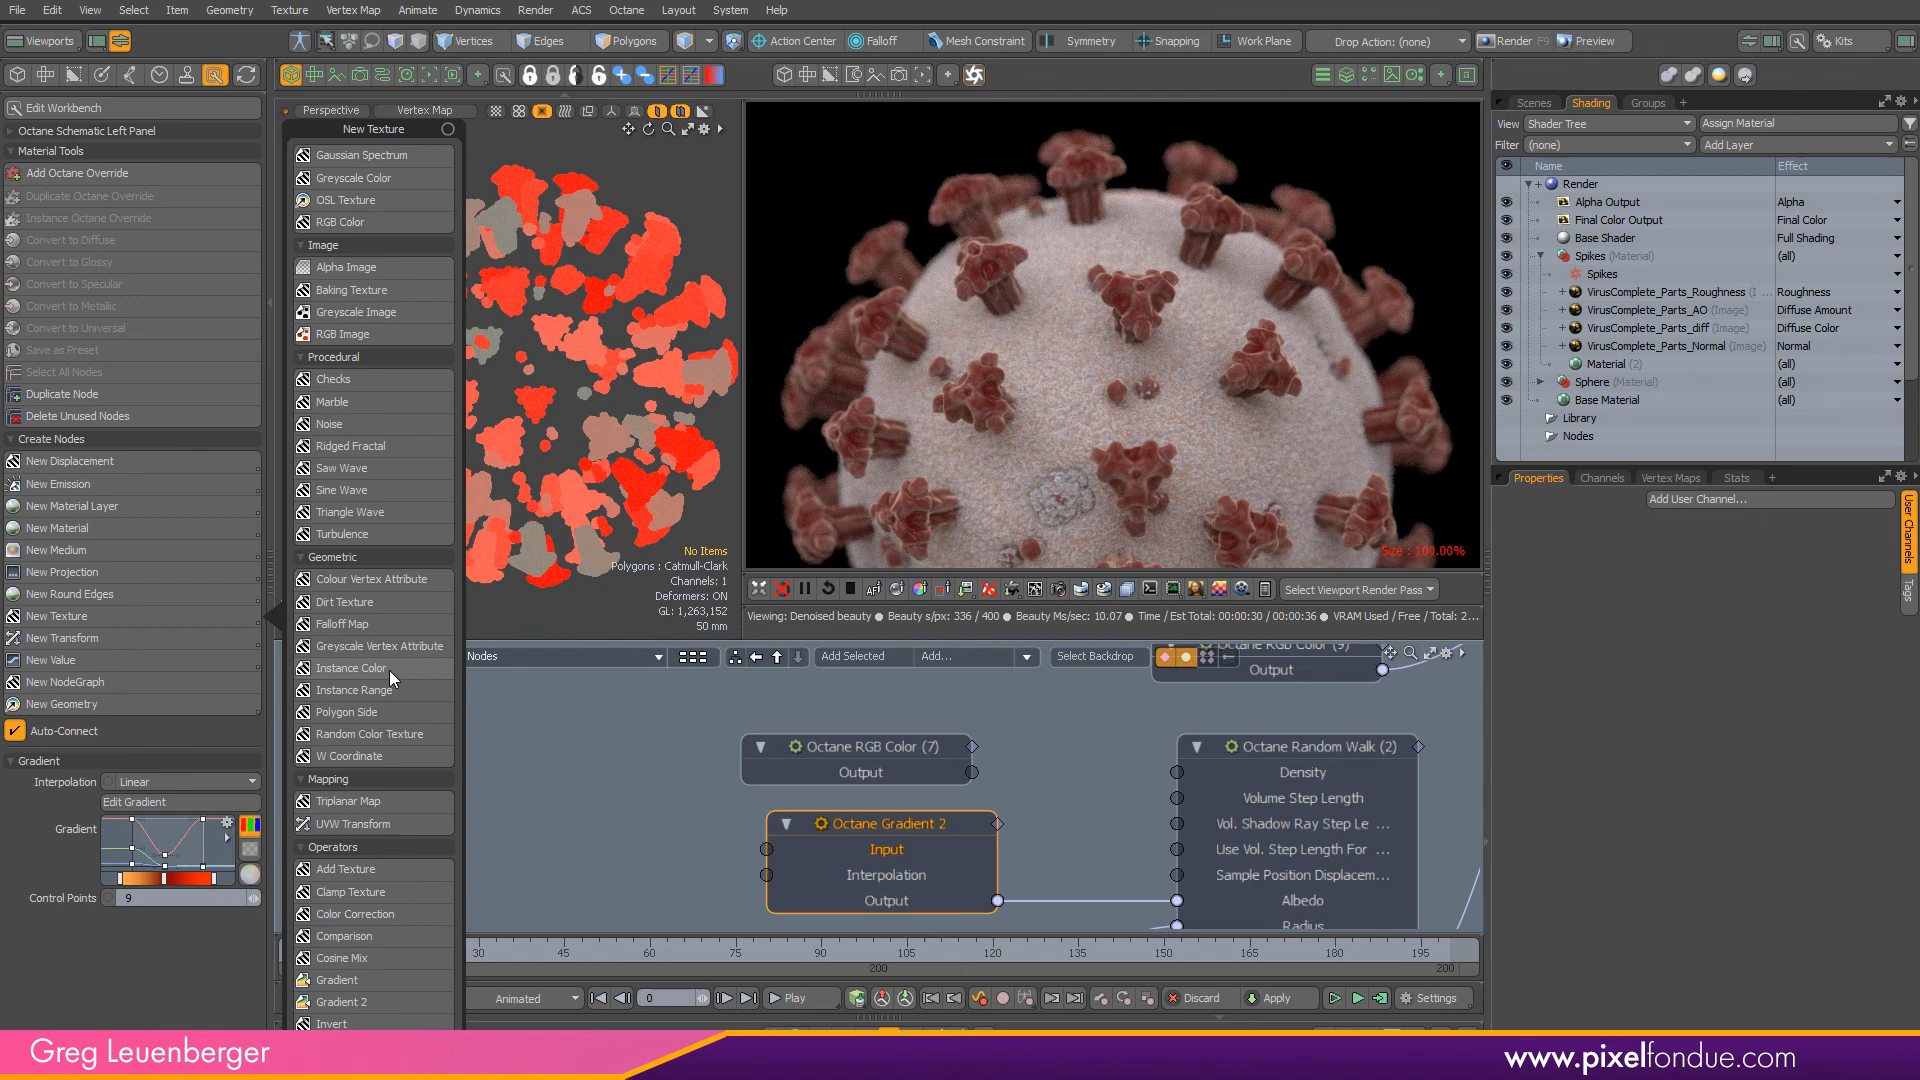 File Edit View Select Item Geometry Texture Vertex Map Animate Dynamics Render ACS Octane Layout System Help
Viewports Vertices Edges Polygons Action Center Falloff Mesh Constraint Symmetry Snapping Work Plane Drop Action: (none) Render F9 Preview Kits
Edit Workbench
Octane Schematic Left Panel
Material Tools
Add Octane Override
Duplicate Octane Override
Instance Octane Override
Convert to Diffuse
Convert to Glossy
Convert to Specular
Convert to Metallic
Convert to Universal
Save as Preset
Select All Nodes
Duplicate Node
Delete Unused Nodes
Create Nodes
New Displacement
New Emission
New Material Layer
New Material
New Medium
New Projection
New Round Edges
New Texture
New Transform
New Value
New NodeGraph
New Geometry
Auto-Connect
Gradient
Interpolation Linear
Edit Gradient
Gradient
Control Points 9
Perspective Vertex Map
New Texture
Gaussian Spectrum
Greyscale Color
OSL Texture
RGB Color
Image
Alpha Image
Baking Texture
Greyscale Image
RGB Image
Procedural
Checks
Marble
Noise
Ridged Fractal
Saw Wave
Sine Wave
Triangle Wave
Turbulence
Geometric
Colour Vertex Attribute
Dirt Texture
Falloff Map
Greyscale Vertex Attribute
Instance Color
Instance Range
Polygon Side
Random Color Texture
W Coordinate
Mapping
Triplanar Map
UVW Transform
Operators
Add Texture
Clamp Texture
Color Correction
Comparison
Cosine Mix
Gradient
Gradient 2
Invert
No Items
Polygons : Catmull-Clark
Channels: 1
Deformers: ON
GL: 1,263,152
50 mm
Size : 100.00%
Select Viewport Render Pass
Viewing: Denoised beauty Beauty s/px: 336 / 400 Beauty Ms/sec: 10.07 Time / Est Total: 00:00:30 / 00:00:36 VRAM Used / Free / Total: 2...
Nodes Add Selected Add... Select Backdrop
Octane RGB Color (9)
Output
Octane RGB Color (7)
Output
Octane Gradient 2
Input
Interpolation
Output
Octane Random Walk (2)
Density
Volume Step Length
Vol. Shadow Ray Step Le ...
Use Vol. Step Length For ...
Sample Position Displacem...
Albedo
Radius
30 45 60 75 90 105 120 135 150 165 180 195
200 200
Animated 0 Play Discard Apply Settings
Scenes Shading Groups
View Shader Tree Assign Material
Filter (none) Add Layer
Name Effect
Render
Alpha Output Alpha
Final Color Output Final Color
Base Shader Full Shading
Spikes (Material) (all)
Spikes
VirusComplete_Parts_Roughness (I ... Roughness
VirusComplete_Parts_AO (Image) Diffuse Amount
VirusComplete_Parts_diff (Image) Diffuse Color
VirusComplete_Parts_Normal (Image) Normal
Material (2) (all)
Sphere (Material) (all)
Base Material (all)
Library
Nodes
Properties Channels Vertex Maps Stats
Add User Channel...
User Channels
Tags
Greg Leuenberger
www.pixelfondue.com